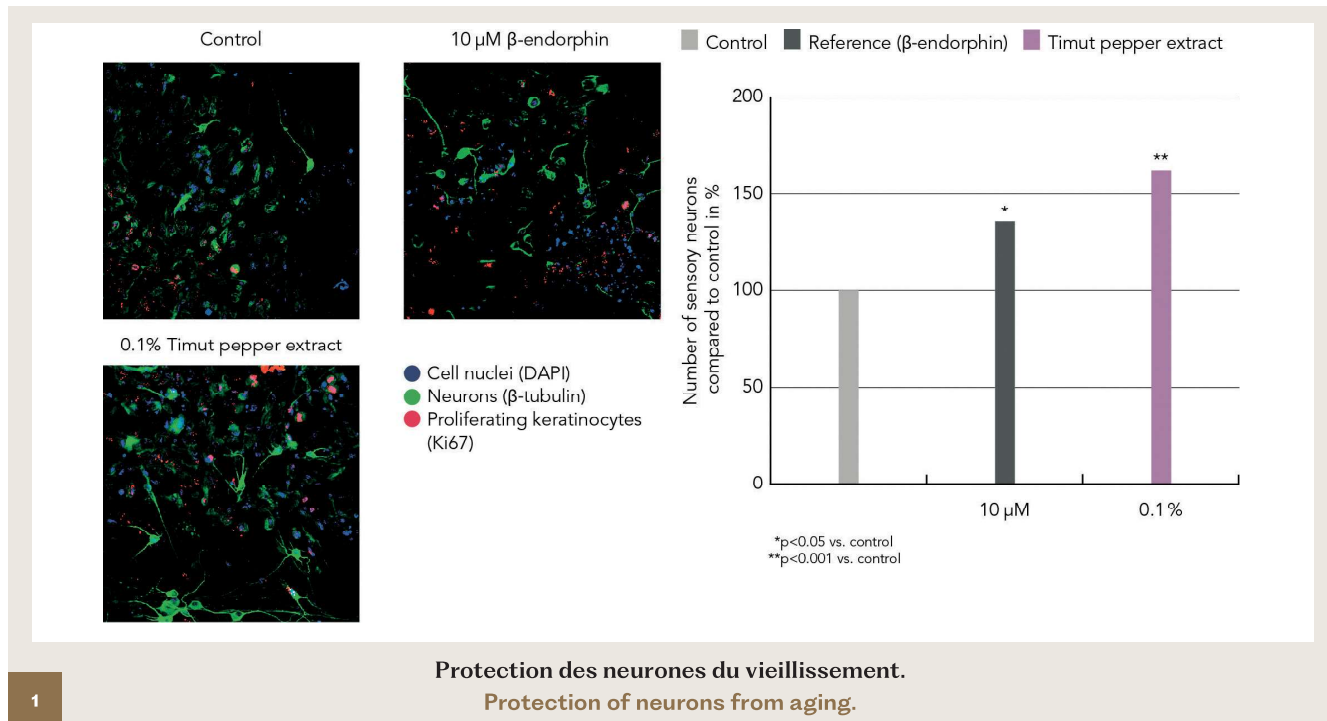 Control
10 µM β-endorphin
Control
Reference (β-endorphin)
Timut pepper extract
0.1% Timut pepper extract
Cell nuclei (DAPI)
Neurons (β-tubulin)
Proliferating keratinocytes
(Ki67)
Number of sensory neurons
compared to control in %
200
150
100
50
0
*
**
10 µM
0.1 %
*p<0.05 vs. control
**p<0.001 vs. control
Protection des neurones du vieillissement.
Protection of neurons from aging.
1